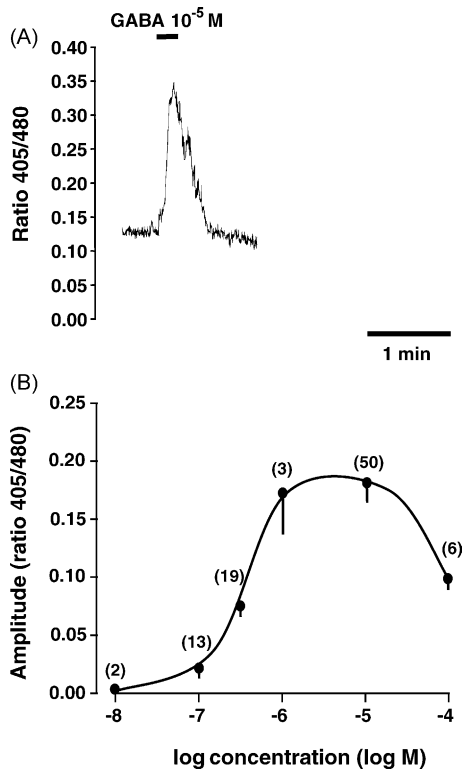 (A)
GABA 10⁻⁵ M
Ratio 405/480
0.40
0.35
0.30
0.25
0.20
0.15
0.10
0.05
0.00
1 min
(B)
Amplitude (ratio 405/480)
0.25
0.20
0.15
0.10
0.05
0.00
(2)
(13)
(19)
(3)
(50)
(6)
-8 -7 -6 -5 -4
log concentration (log M)